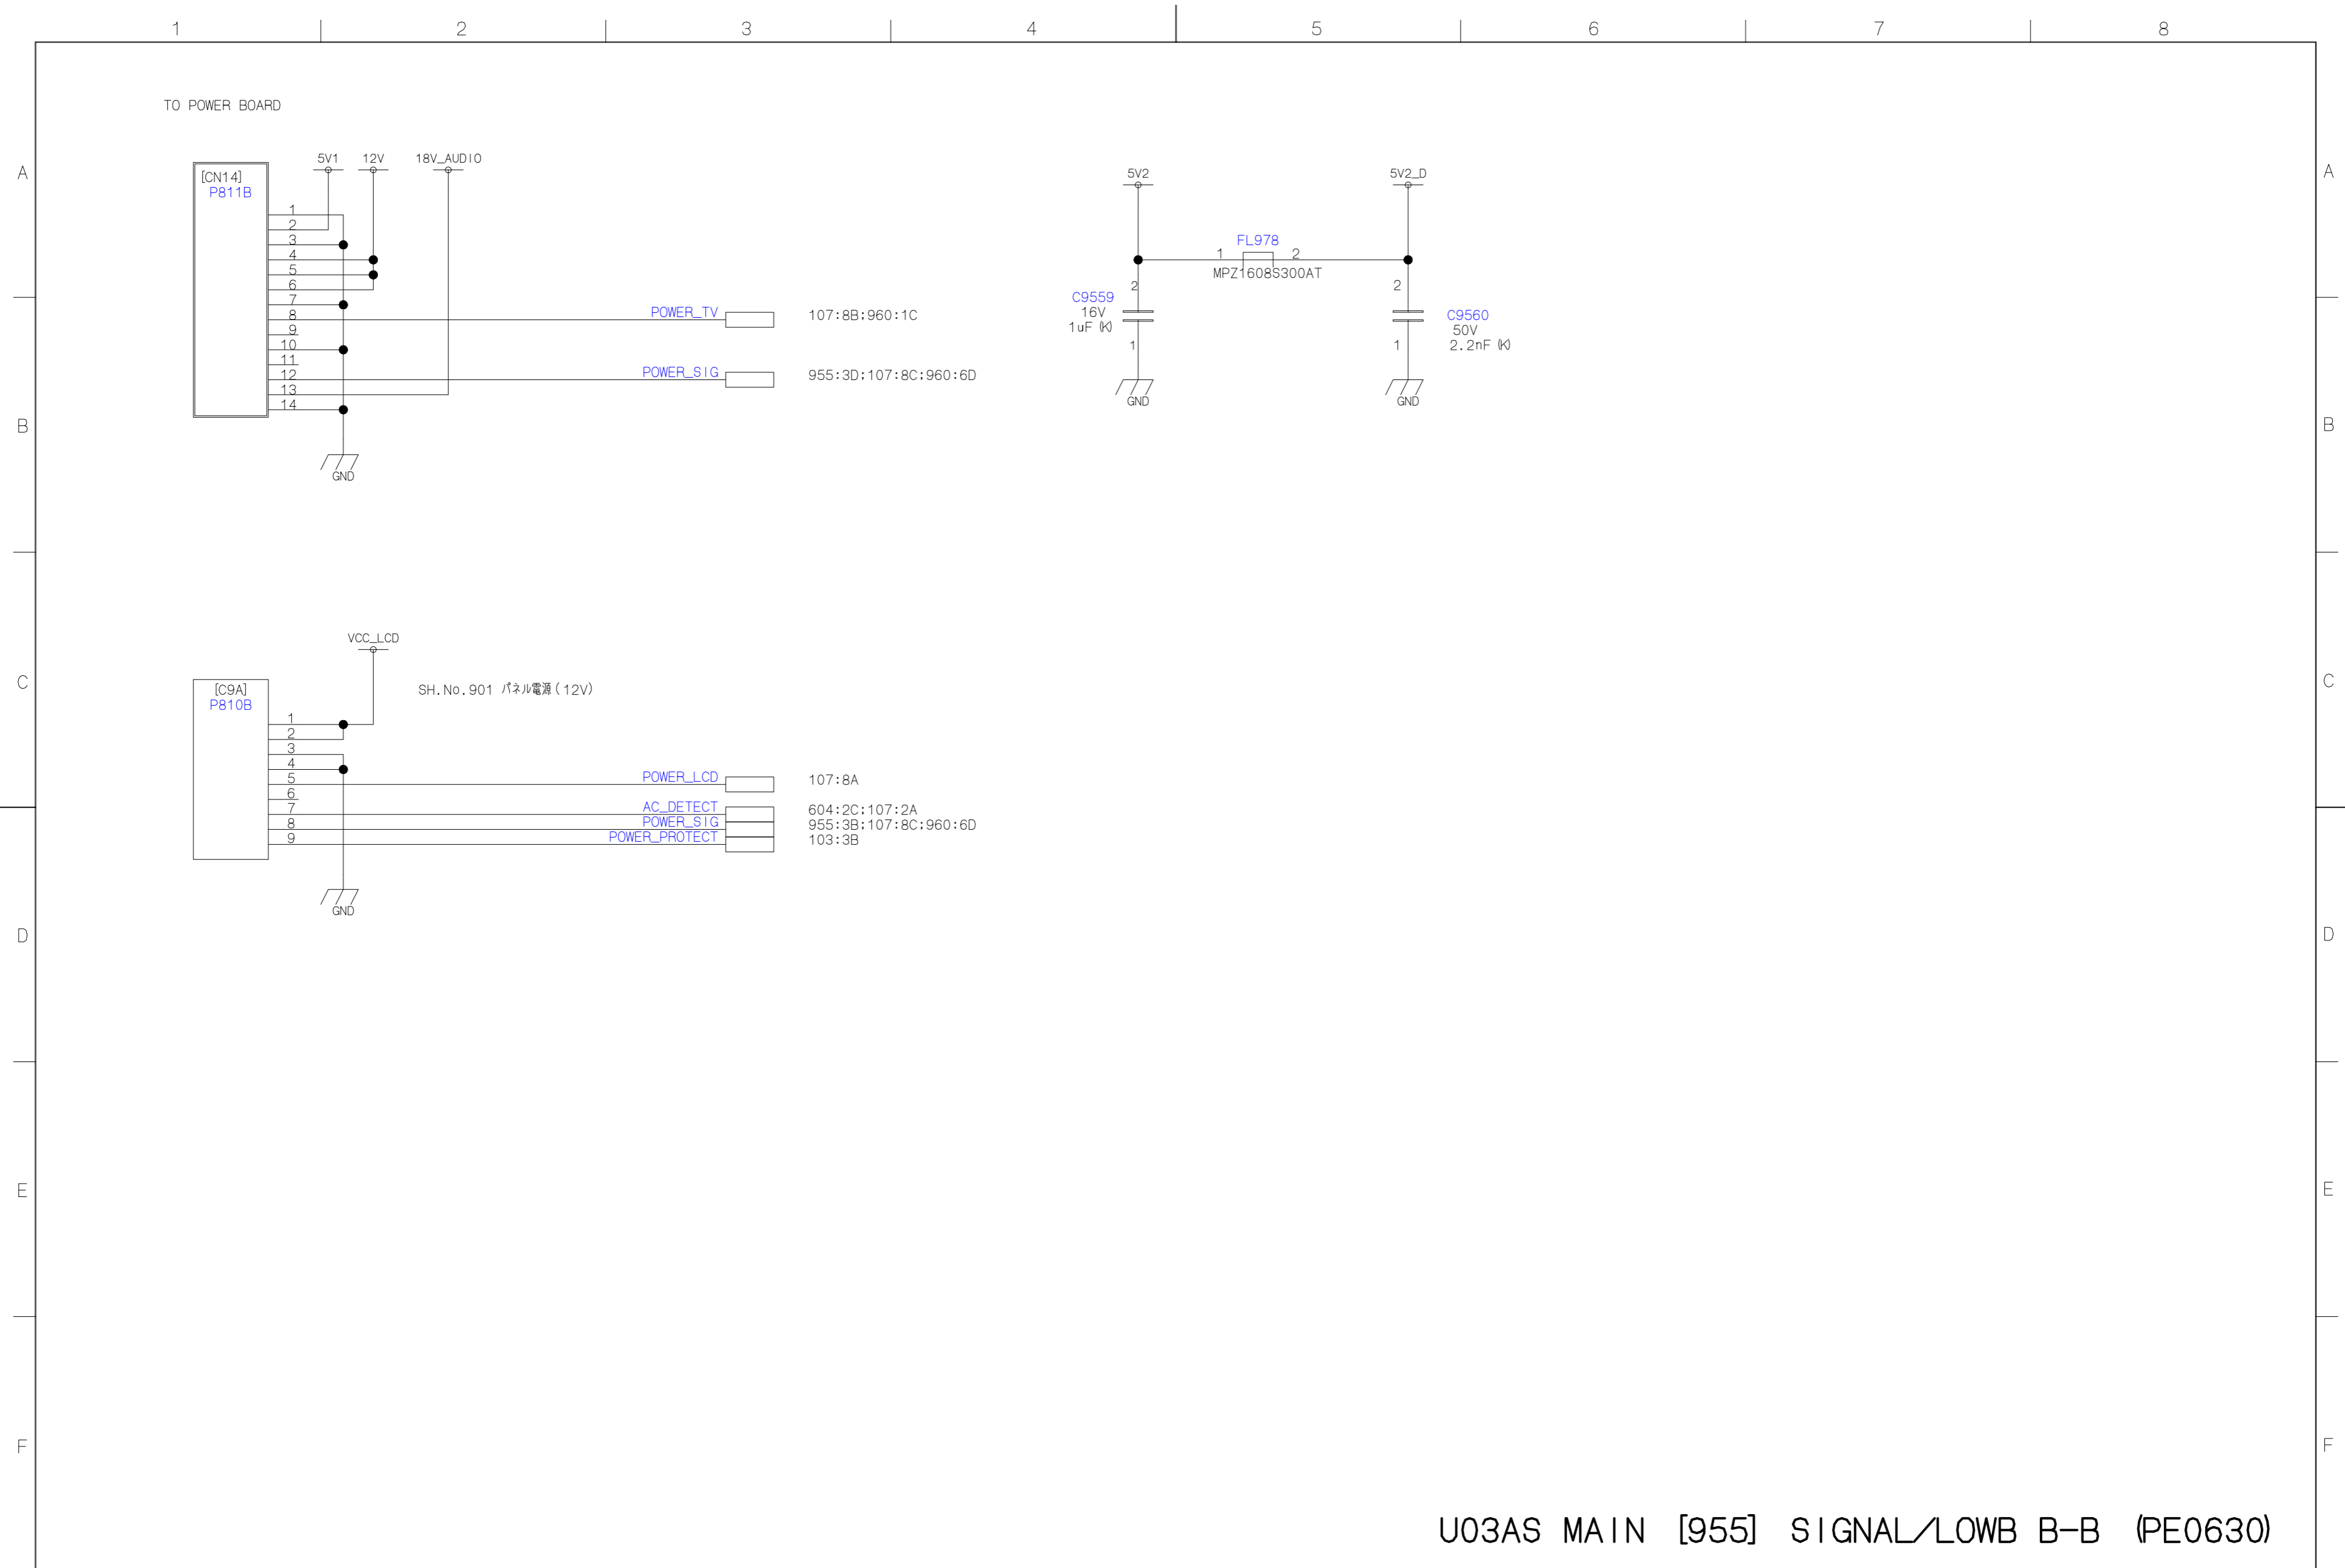 1 2 3 4 5 6 7 8
TO POWER BOARD
A
A
[CN14]
P811B
5V1 12V 18V_AUDIO
1
2
3
4
5
6
7
8
9
10
11
12
13
14
POWER_TV 107:8B;960:1C
POWER_SIG 955:3D;107:8C;960:6D
GND
5V2
5V2_D
FL978
1 2
MPZ1608S300AT
2
C9559
16V
1uF (K)
1
GND
2
C9560
50V
2.2nF (K)
1
GND
B
B
VCC_LCD
C
C
[C9A]
P810B
SH.No.901 パネル電源(12V)
1
2
3
4
5
6
7
8
9
POWER_LCD 107:8A
AC_DETECT 604:2C;107:2A
POWER_SIG 955:3B;107:8C;960:6D
POWER_PROTECT 103:3B
GND
D
D
E
E
F
F
U03AS MAIN [955] SIGNAL/LOWB B-B (PE0630)